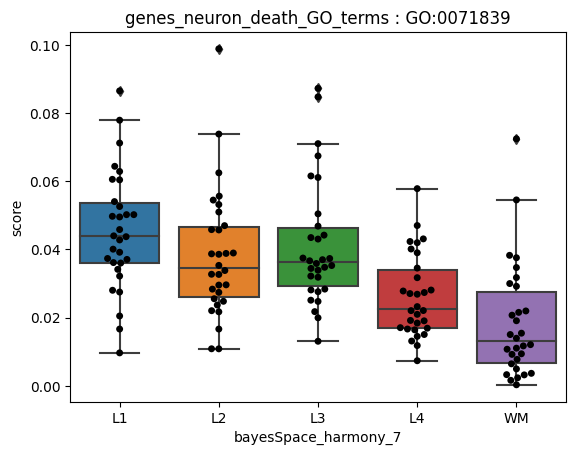 genes_neuron_death_GO_terms : GO:0071839
0.10
0.08
0.06
0.04
0.02
0.00
score
L1 L2 L3 L4 WM
bayesSpace_harmony_7